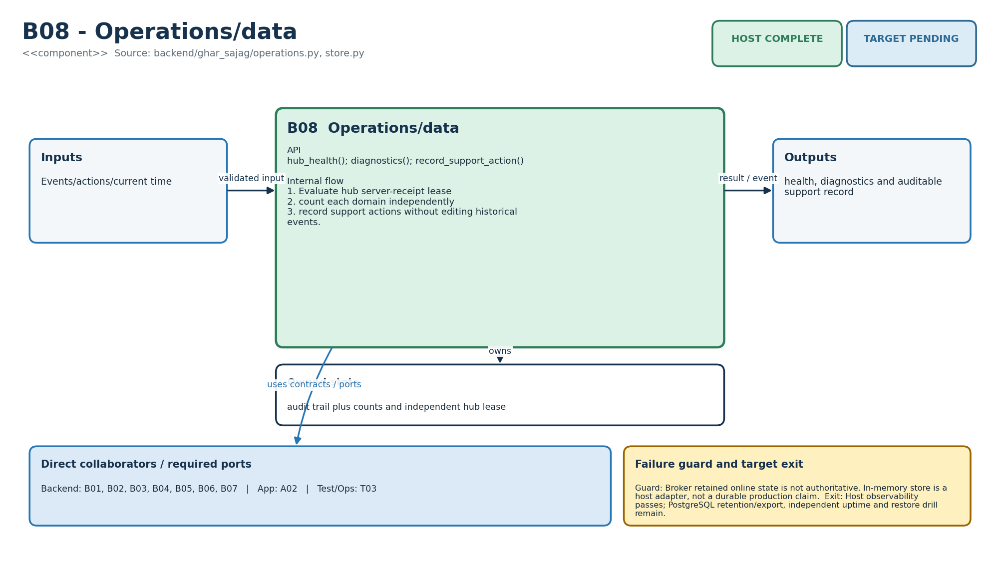 B08 - Operations/data
<<component>>  Source: backend/ghar_sajag/operations.py, store.py
HOST COMPLETE
TARGET PENDING
Inputs
Events/actions/current time
validated input
B08  Operations/data
API
hub_health(); diagnostics(); record_support_action()
Internal flow
1. Evaluate hub server-receipt lease
2. count each domain independently
3. record support actions without editing historical
events.
result / event
Outputs
health, diagnostics and auditable
support record
owns
uses contracts / ports
audit trail plus counts and independent hub lease
Direct collaborators / required ports
Backend: B01, B02, B03, B04, B05, B06, B07   |   App: A02   |   Test/Ops: T03
Failure guard and target exit
Guard: Broker retained online state is not authoritative. In-memory store is a
host adapter, not a durable production claim.  Exit: Host observability
passes; PostgreSQL retention/export, independent uptime and restore drill
remain.